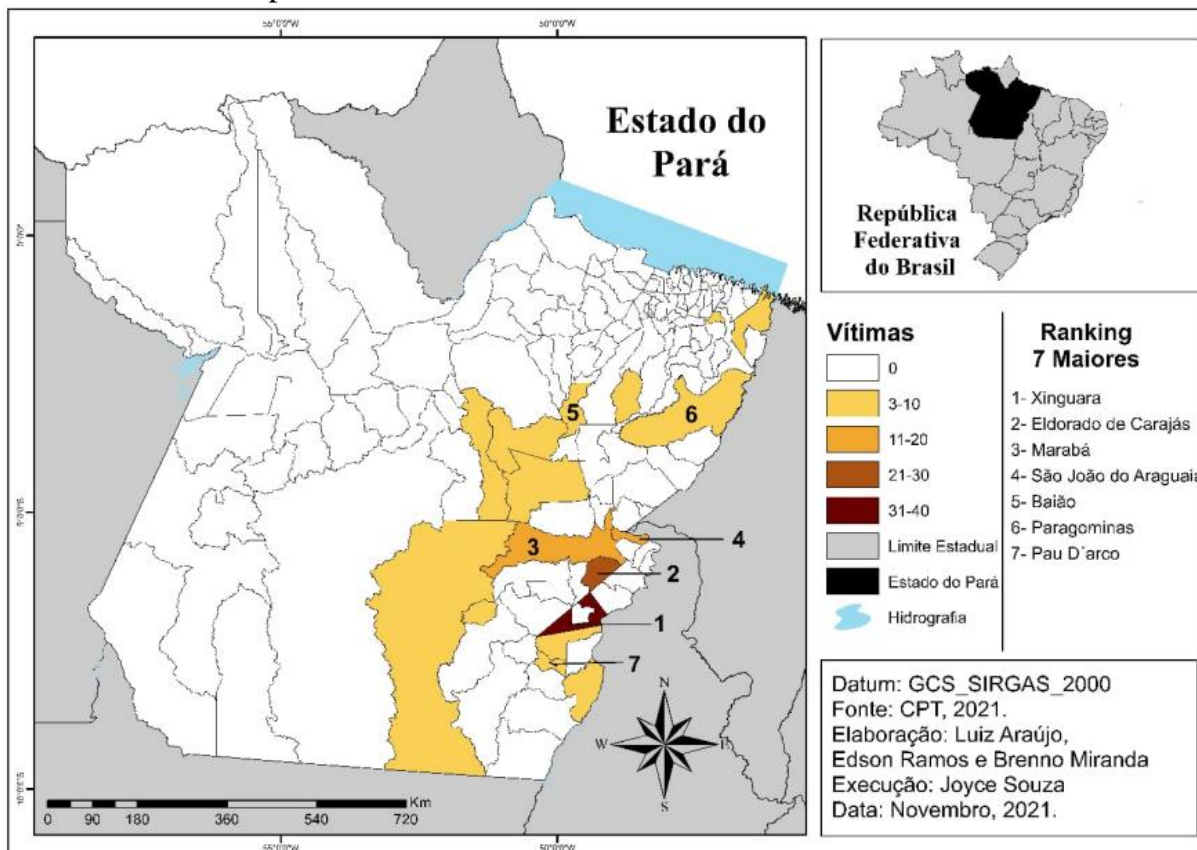 55°0'0"W
50°0'0"W
Estado do
Pará
5
6
3
4
2
1
7
N
W
S
0
90
180
360
540
720
Km
55°0'0"W
50°0'0"W
República
Federativa
do Brasil
Vítimas
0
3-10
11-20
21-30
31-40
Limite Estadual
Estado do Pará
Hidrografia
Ranking
7 Maiores
1- Xinguara
2- Eldorado de Carajás
3- Marabá
4- São João do Araguaia
5- Baião
6- Paragominas
7- Pau D´arco
Datum: GCS_SIRGAS_2000
Fonte: CPT, 2021.
Elaboração: Luiz Araújo,
Edson Ramos e Brenno Miranda
Execução: Joyce Souza
Data: Novembro, 2021.